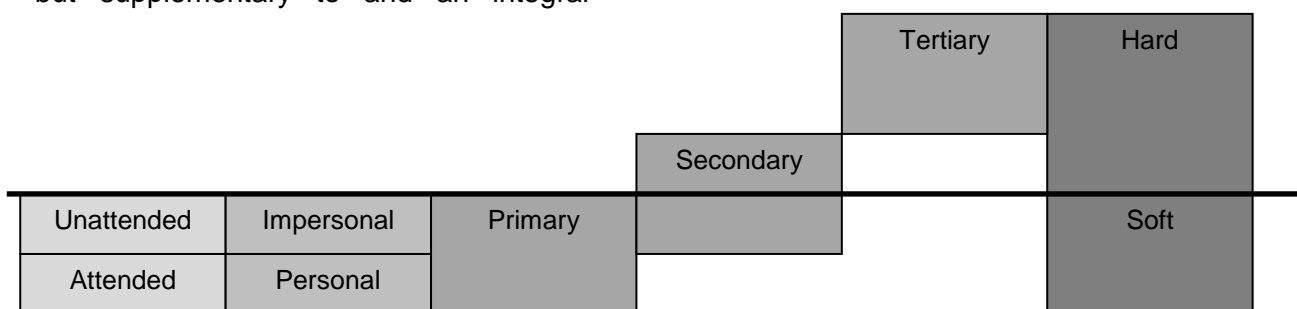 but supplementary to and an integral
Tertiary Hard
Secondary
Unattended Impersonal Primary Soft
Attended Personal